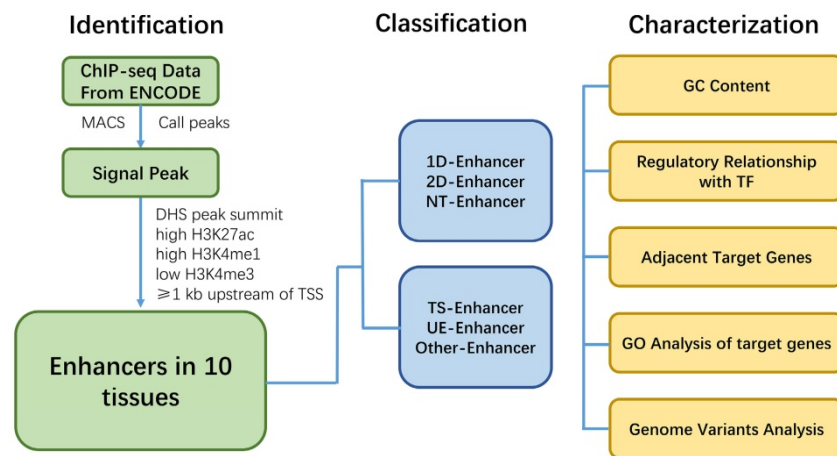 Identification
ChIP-seq Data
From ENCODE
MACS Call peaks
Signal Peak
DHS peak summit
high H3K27ac
high H3K4me1
low H3K4me3
≥1 kb upstream of TSS
Enhancers in 10
tissues
Classification
1D-Enhancer
2D-Enhancer
NT-Enhancer
TS-Enhancer
UE-Enhancer
Other-Enhancer
Characterization
GC Content
Regulatory Relationship
with TF
Adjacent Target Genes
GO Analysis of target genes
Genome Variants Analysis